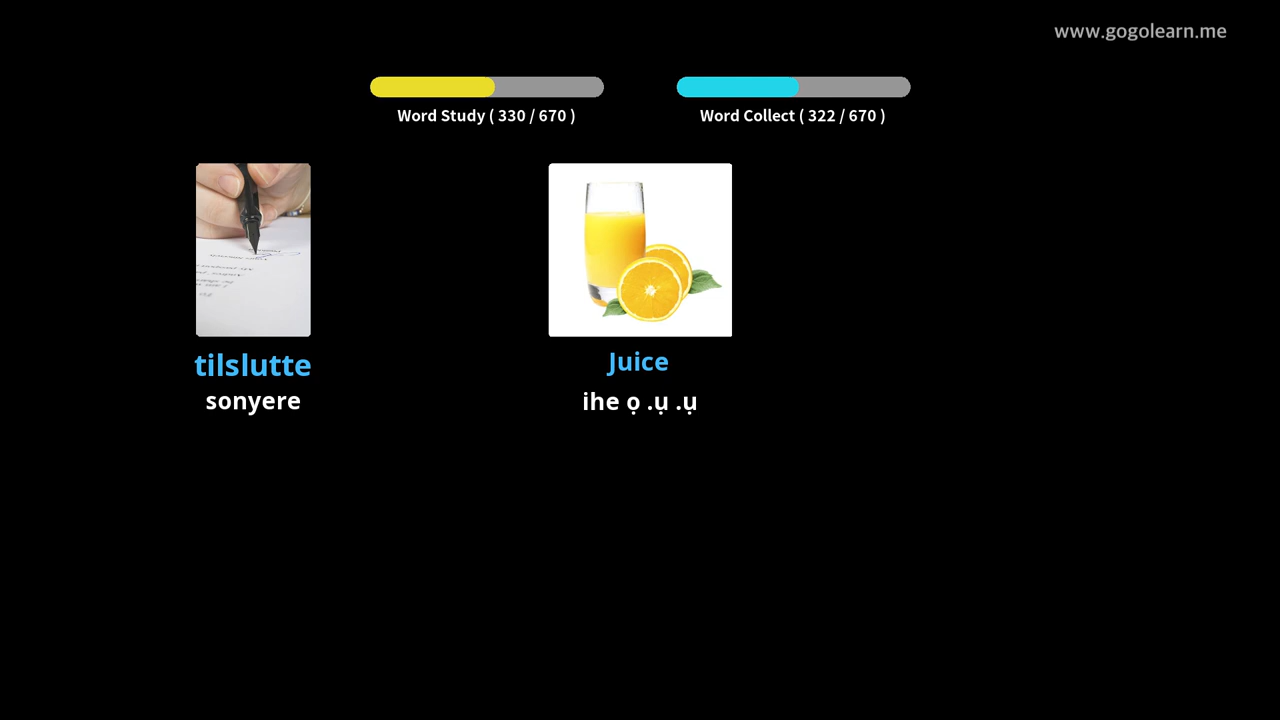 www.gogolearn.me
Word Study ( 330 / 670 )
Word Collect ( 322 / 670 )
tilslutte
Juice
sonyere
ihe ọ .ụ .ụ